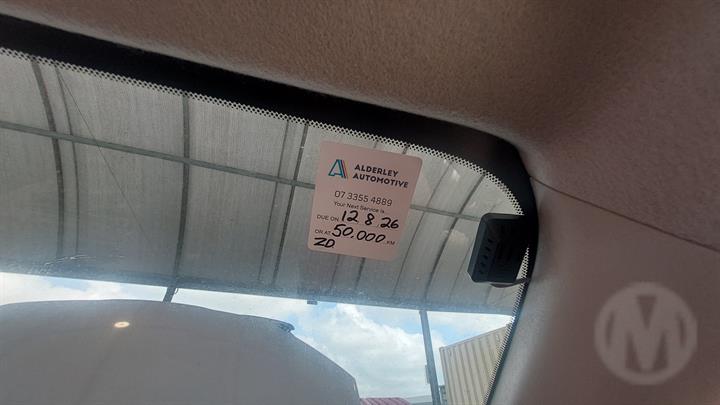 ALDERLEY
AUTOMOTIVE
07 3355 4889
Your Next Service is...
DUE ON 12.8.26
OR AT 50.000 KM
ZD
M